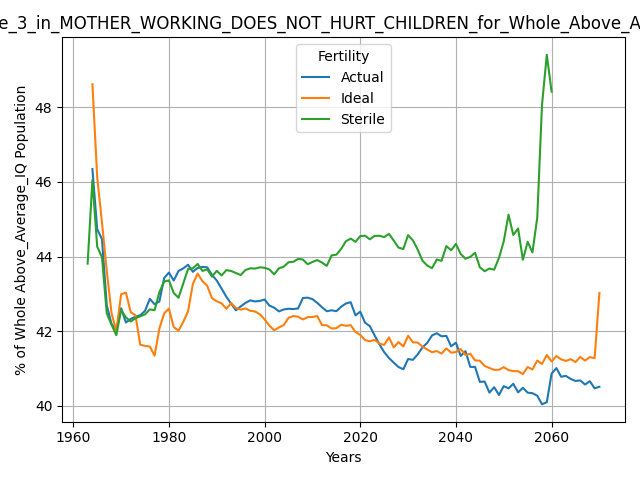 e_3_in_MOTHER_WORKING_DOES_NOT_HURT_CHILDREN_for_Whole_Above_A
Fertility
Actual
Ideal
Sterile
% of Whole Above_Average_IQ Population
48
46
44
42
40
1960
1980
2000
2020
2040
2060
Years